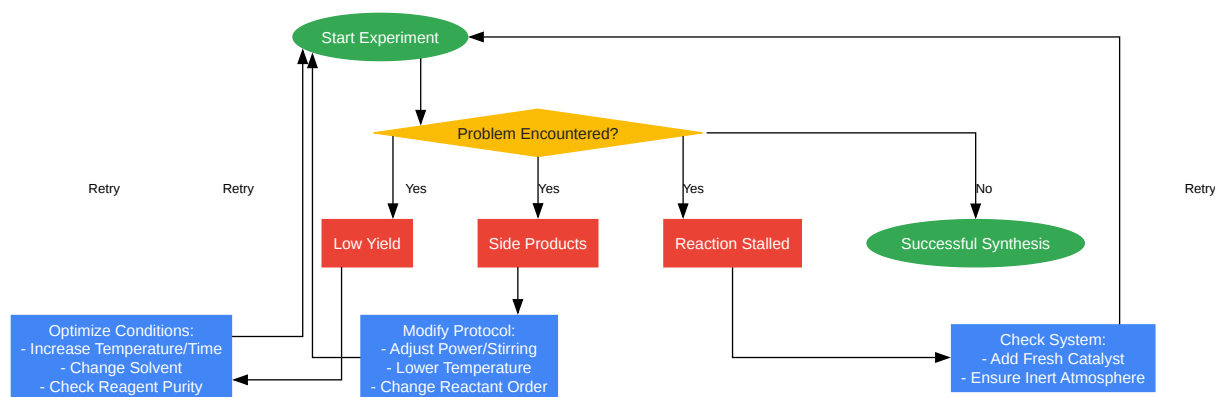 Start Experiment
Problem Encountered?
Retry
Retry
Yes
Yes
Yes
No
Retry
Low Yield
Side Products
Reaction Stalled
Successful Synthesis
Optimize Conditions:
- Increase Temperature/Time
- Change Solvent
- Check Reagent Purity
Modify Protocol:
- Adjust Power/Stirring
- Lower Temperature
- Change Reactant Order
Check System:
- Add Fresh Catalyst
- Ensure Inert Atmosphere